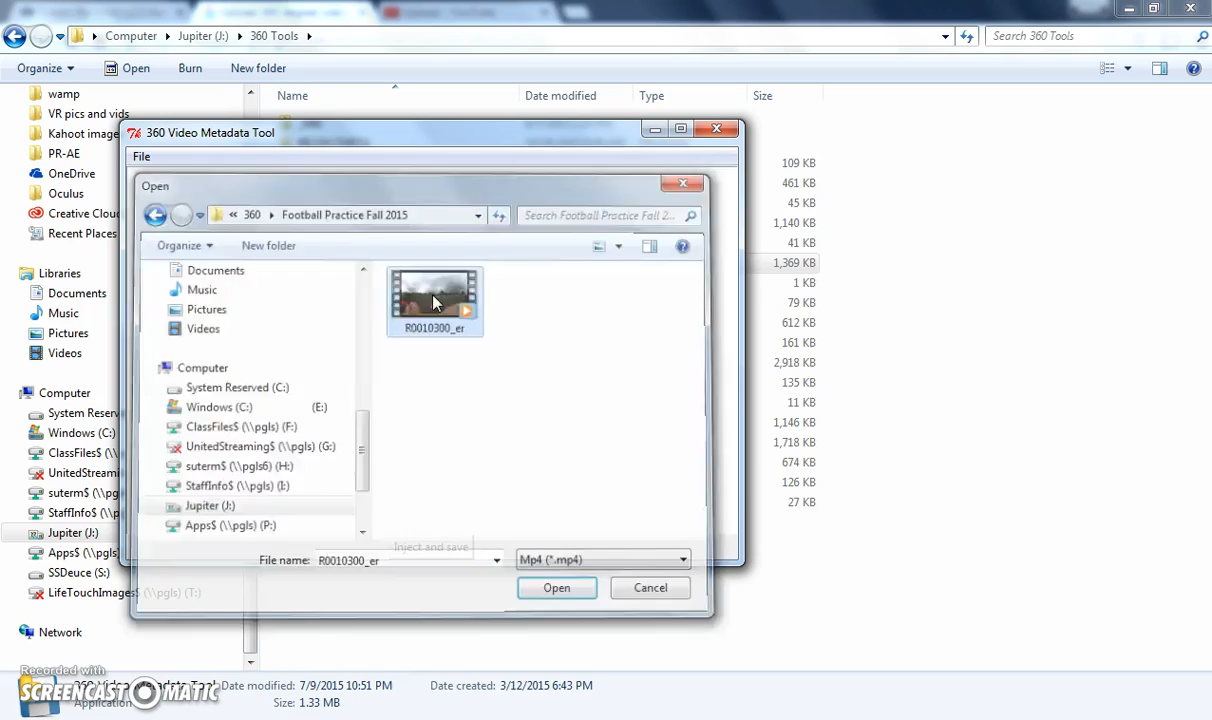 Computer
Jupiter (J:)
360 Tools
Search 360 Tools
Organize
Open
Burn
New folder
wamp
VR pics and vids
Kahoot image
PR-AE
OneDrive
Oculus
Creative Clou
Recent Places
Libraries
Documents
Music
Pictures
Videos
Computer
System Reserv
Windows (C:)
ClassFiles$ (\\p
UnitedStreami
suterm$ (\\pg
StaffInfo$ (\\p
Jupiter (J:)
Apps$ (\\pgls)
SSDeuce (S:)
LifeTouchImages$ (\\pgls) (T:)
Network
Name
Date modified
Type
Size
109 KB
461 KB
45 KB
1,140 KB
41 KB
1,369 KB
1 KB
79 KB
612 KB
161 KB
2,918 KB
135 KB
11 KB
1,146 KB
1,718 KB
674 KB
126 KB
27 KB
360 Video Metadata Tool
File
Open
« 360
Football Practice Fall 2015
Search Football Practice Fall 2...
Organize
New folder
Documents
Music
Pictures
Videos
Computer
System Reserved (C:)
Windows (C:) (E:)
ClassFiles$ (\\pgls) (F:)
UnitedStreaming$ (\\pgls) (G:)
suterm$ (\\pgls6) (H:)
StaffInfo$ (\\pgls) (I:)
Jupiter (J:)
Apps$ (\\pgls) (P:)
R0010300_er
Inject and save
File name: R0010300_er
Mp4 (*.mp4)
Open
Cancel
360 Video Metadata Tool
Date modified: 7/9/2015 10:51 PM
Date created: 3/12/2015 6:43 PM
Application
Size: 1.33 MB
Recorded with
SCREENCAST MATIC